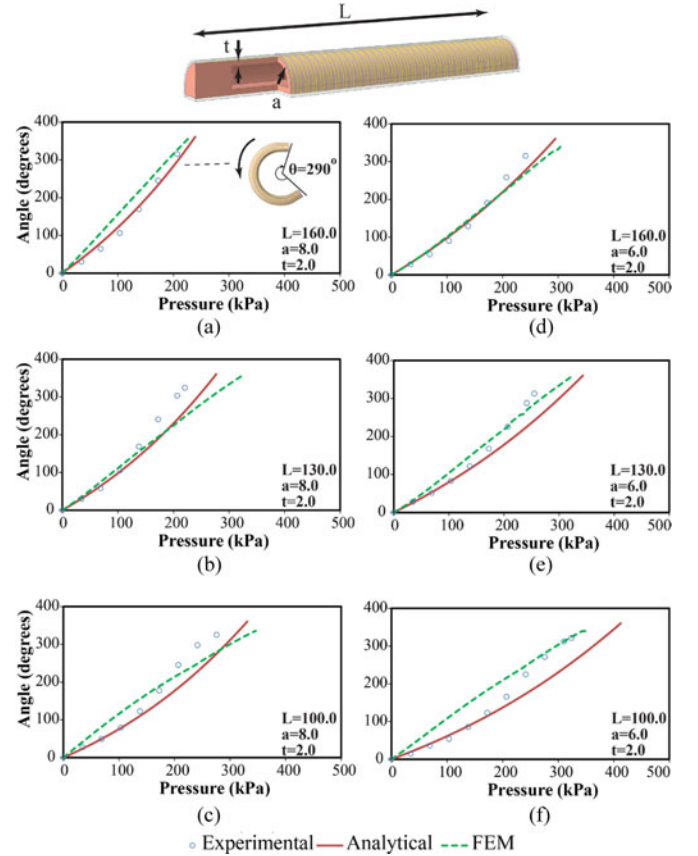 L
t
a
400
300
200
100
0
Angle (degrees)
θ=290°
L=160.0
a=8.0
t=2.0
0 100 200 300 400 500
Pressure (kPa)
(a)
400
300
200
100
0
L=160.0
a=6.0
t=2.0
0 100 200 300 400 500
Pressure (kPa)
(d)
400
300
200
100
0
Angle (degrees)
L=130.0
a=8.0
t=2.0
0 100 200 300 400 500
Pressure (kPa)
(b)
400
300
200
100
0
L=130.0
a=6.0
t=2.0
0 100 200 300 400 500
Pressure (kPa)
(e)
400
300
200
100
0
Angle (degrees)
L=100.0
a=8.0
t=2.0
0 100 200 300 400 500
Pressure (kPa)
(c)
400
300
200
100
0
L=100.0
a=6.0
t=2.0
0 100 200 300 400 500
Pressure (kPa)
(f)
Experimental Analytical FEM